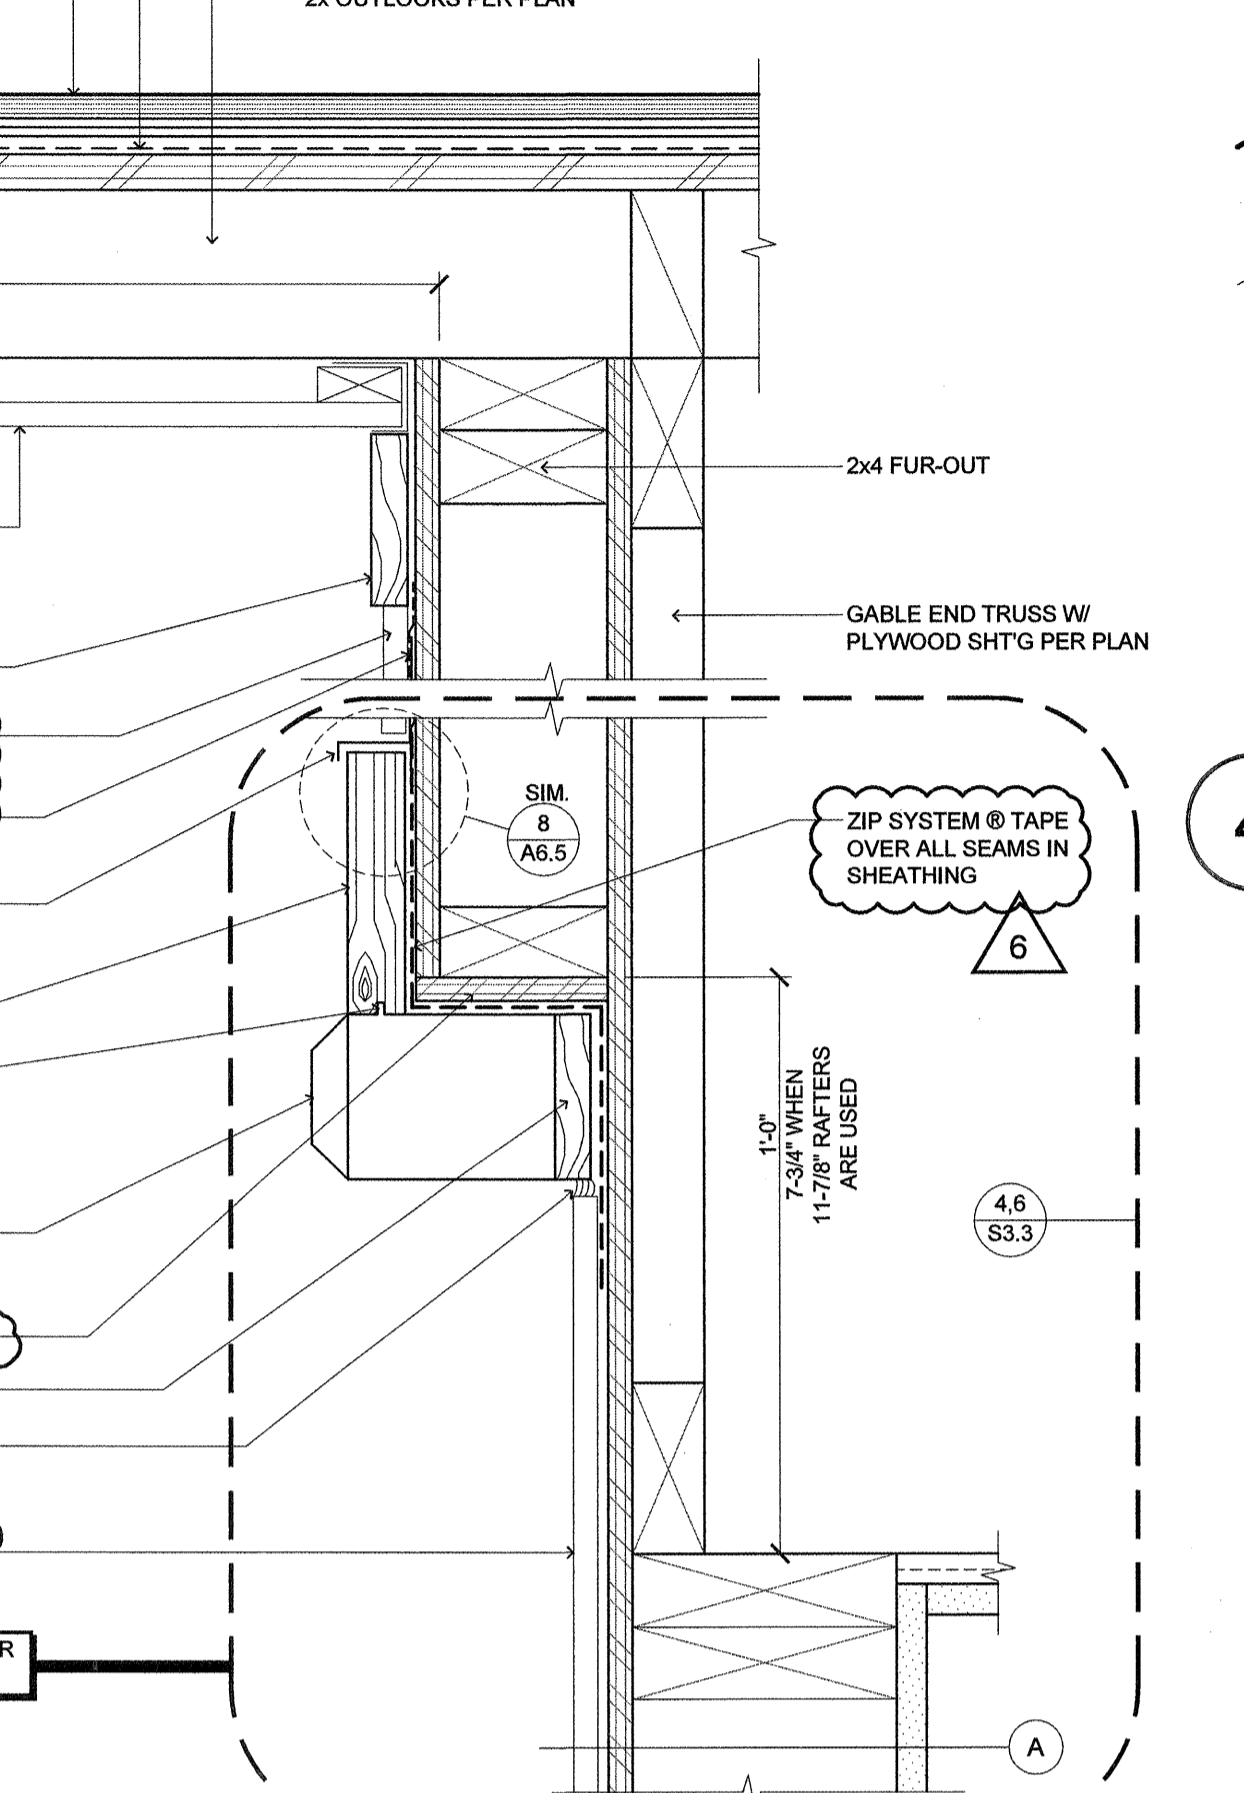 2x OUTLOOKS PER PLAN
2x4 FUR-OUT
GABLE END TRUSS W/
PLYWOOD SHT'G PER PLAN
SIM.
8
A6.5
ZIP SYSTEM ® TAPE
OVER ALL SEAMS IN
SHEATHING
6
1'-0"
7-3/4" WHEN
11-7/8" RAFTERS
ARE USED
4,6
S3.3
R
A